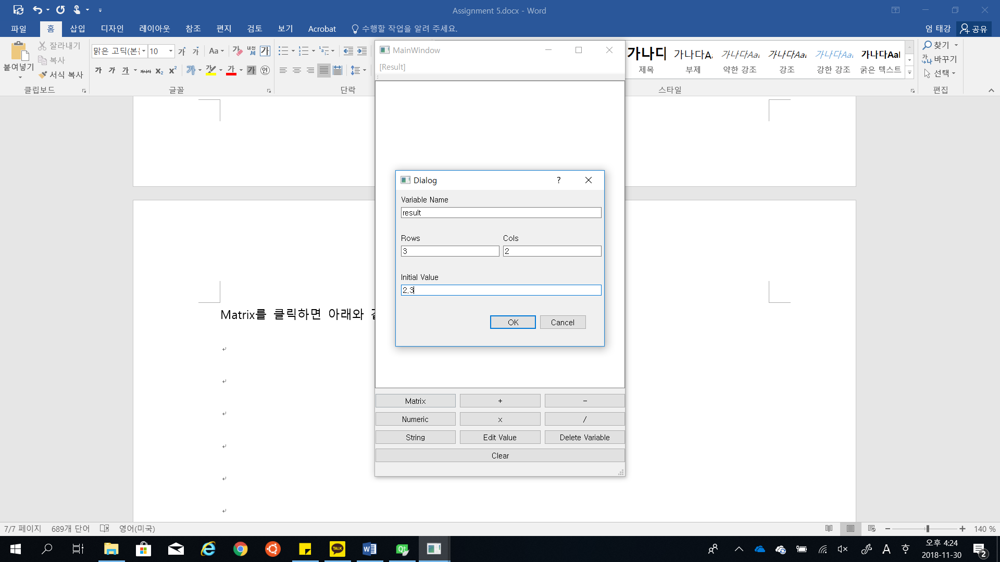 Assignment 5.docx - Word
파일 홈 삽입 디자인 레이아웃 참조 편지 검토 보기 Acrobat 수행할 작업을 알려 주세요. 엄 태강 공유
붙여넣기
잘라내기
복사
서식 복사
클립보드
맑은 고딕(본 10
글꼴
단락
가나디 제목
가나다Aa 부제
가나다Aal 약한 강조
가나다Aal 강조
가나다Aal 강한 강조
가나다Aal 굵은 텍스트
스타일
찾기
바꾸기
선택
편집
MainWindow
[Result]
Dialog ?
Variable Name
result
Rows Cols
3 2
Initial Value
2,3
OK Cancel
Matrix + -
Numeric x /
String Edit Value Delete Variable
Clear
Matrix를 클릭하면 아래와
7/7 페이지 689개 단어 영어(미국) 140 %
TALK
Qt
A
오후 4:24
2018-11-30
2